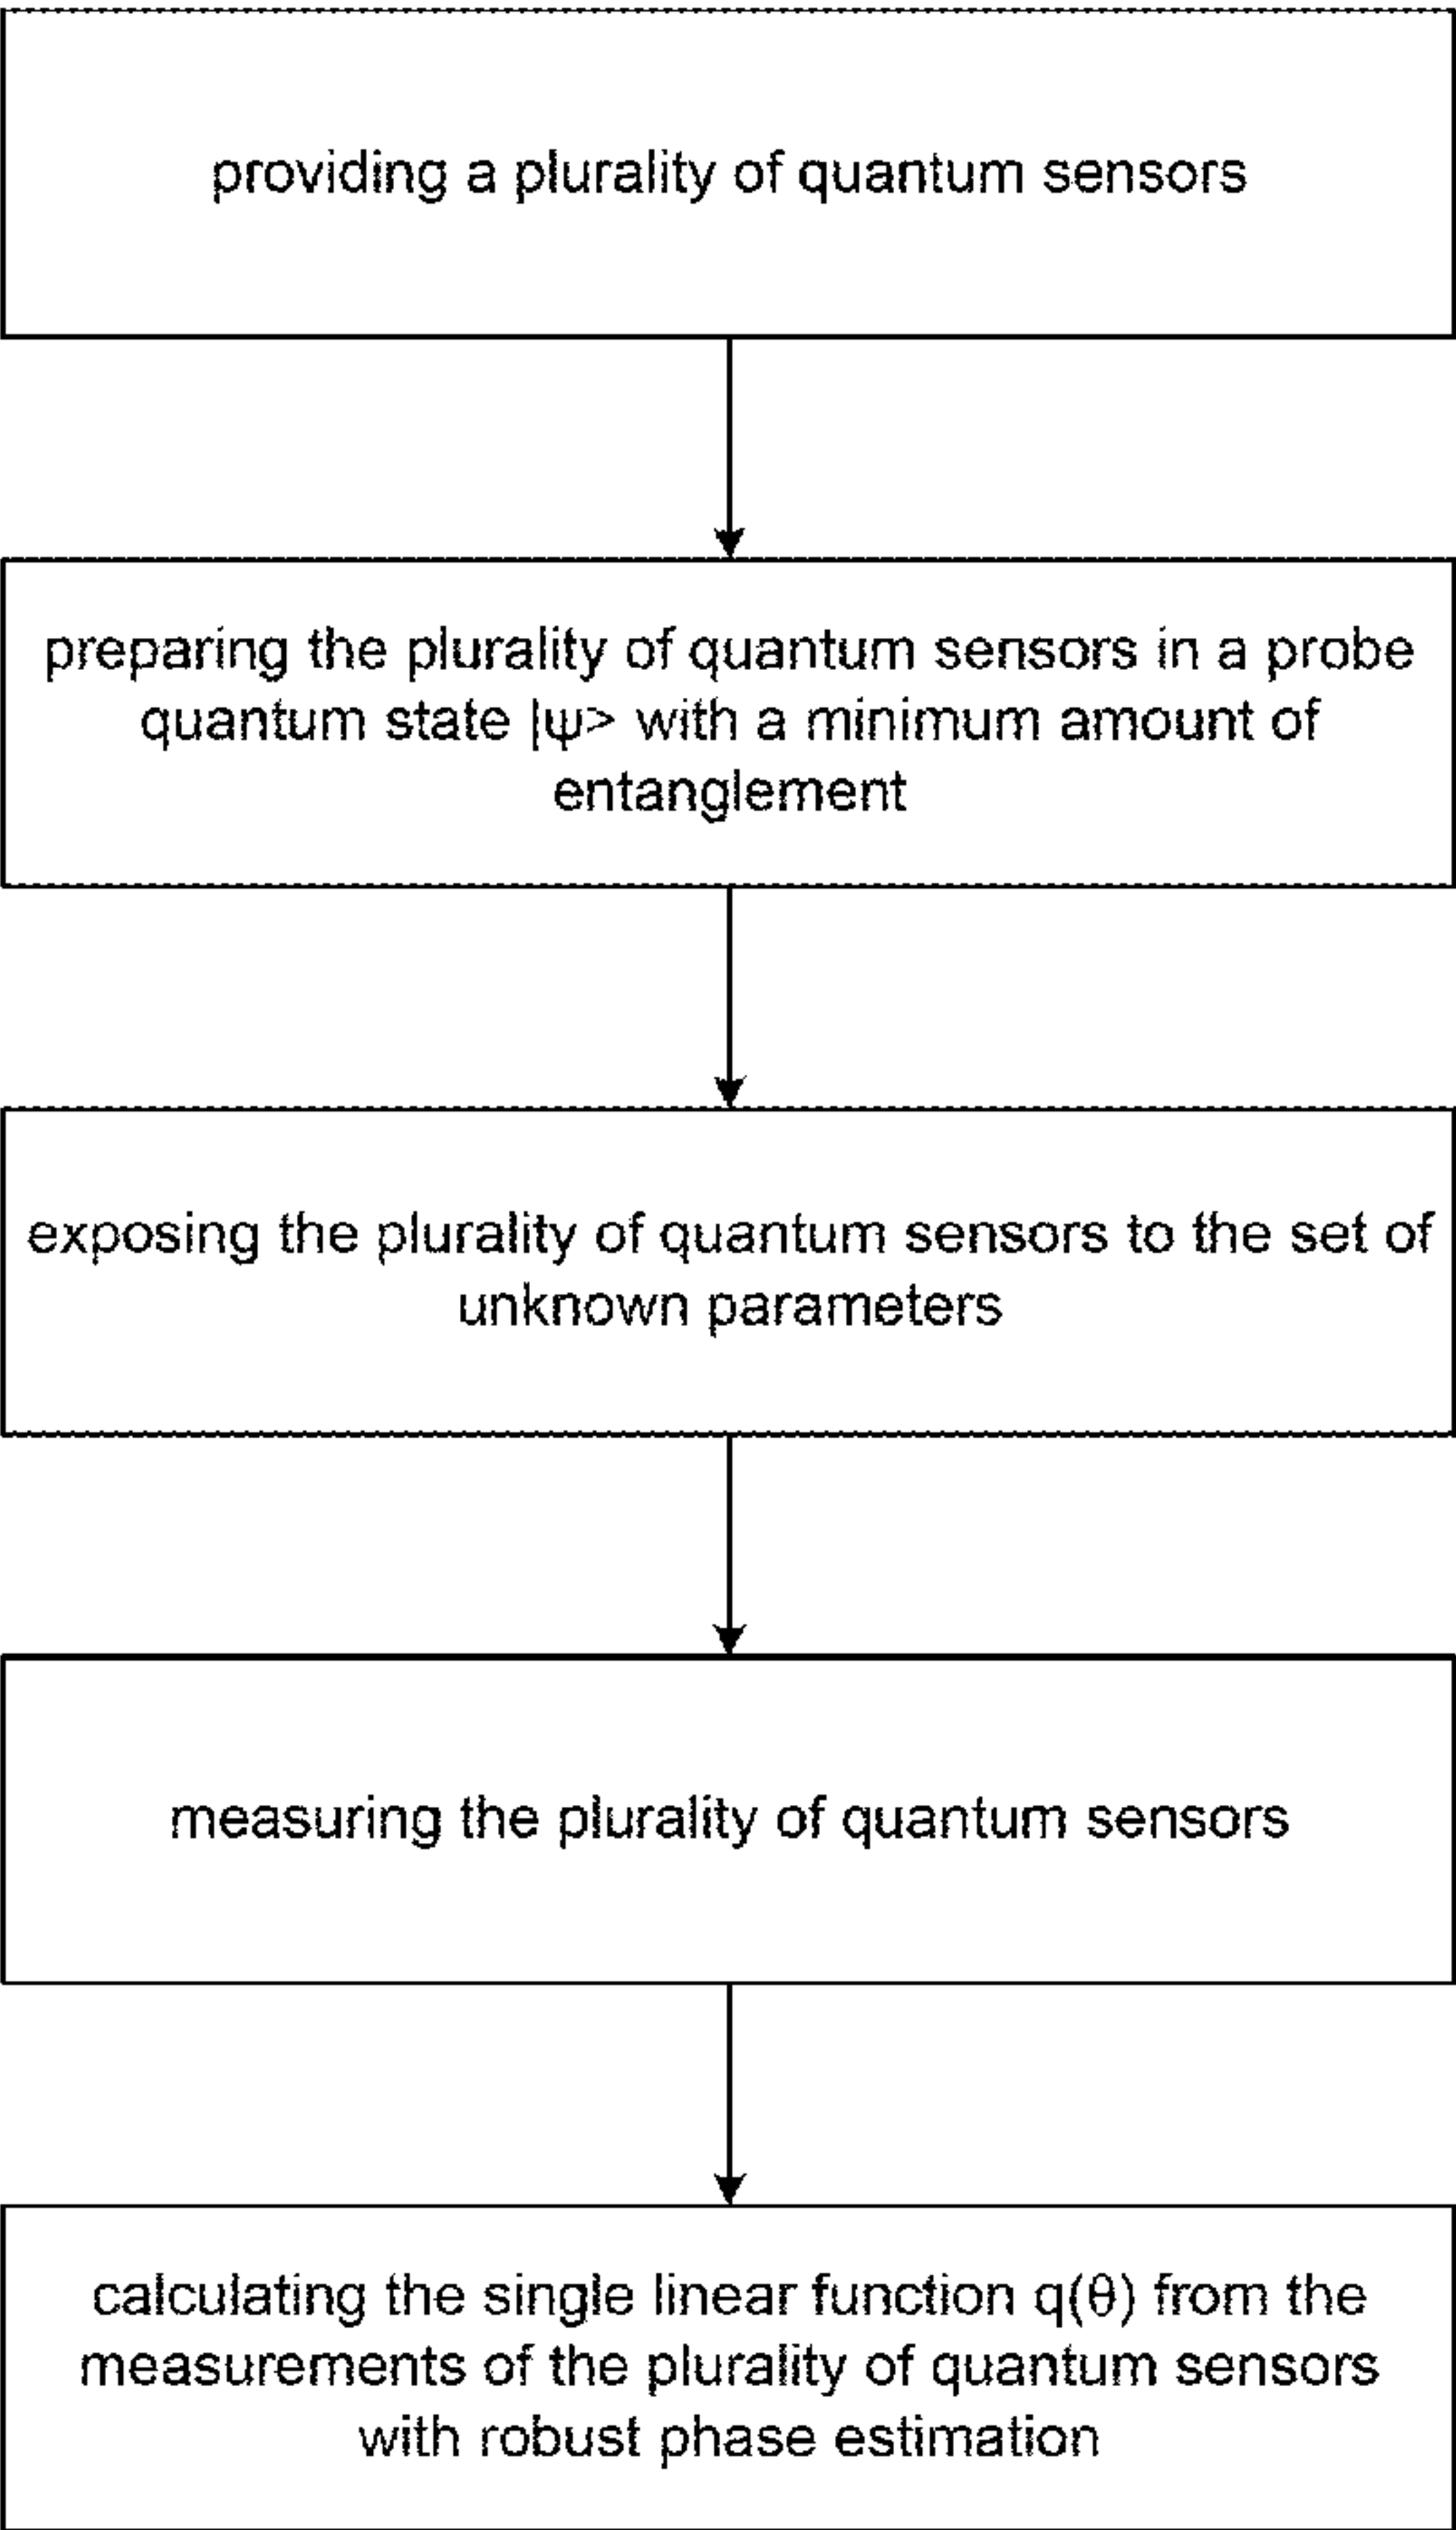 providing a plurality of quantum sensors
preparing the plurality of quantum sensors in a probe
quantum state |ψ> with a minimum amount of
entanglement
exposing the plurality of quantum sensors to the set of
unknown parameters
measuring the plurality of quantum sensors
calculating the single linear function q(θ) from the
measurements of the plurality of quantum sensors
with robust phase estimation